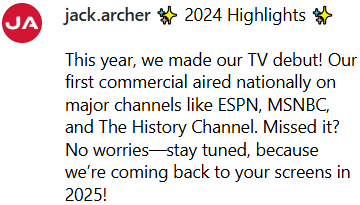 JA
jack.archer ✨ 2024 Highlights ✨
This year, we made our TV debut! Our
first commercial aired nationally on
major channels like ESPN, MSNBC,
and The History Channel. Missed it?
No worries—stay tuned, because
we’re coming back to your screens in
2025!